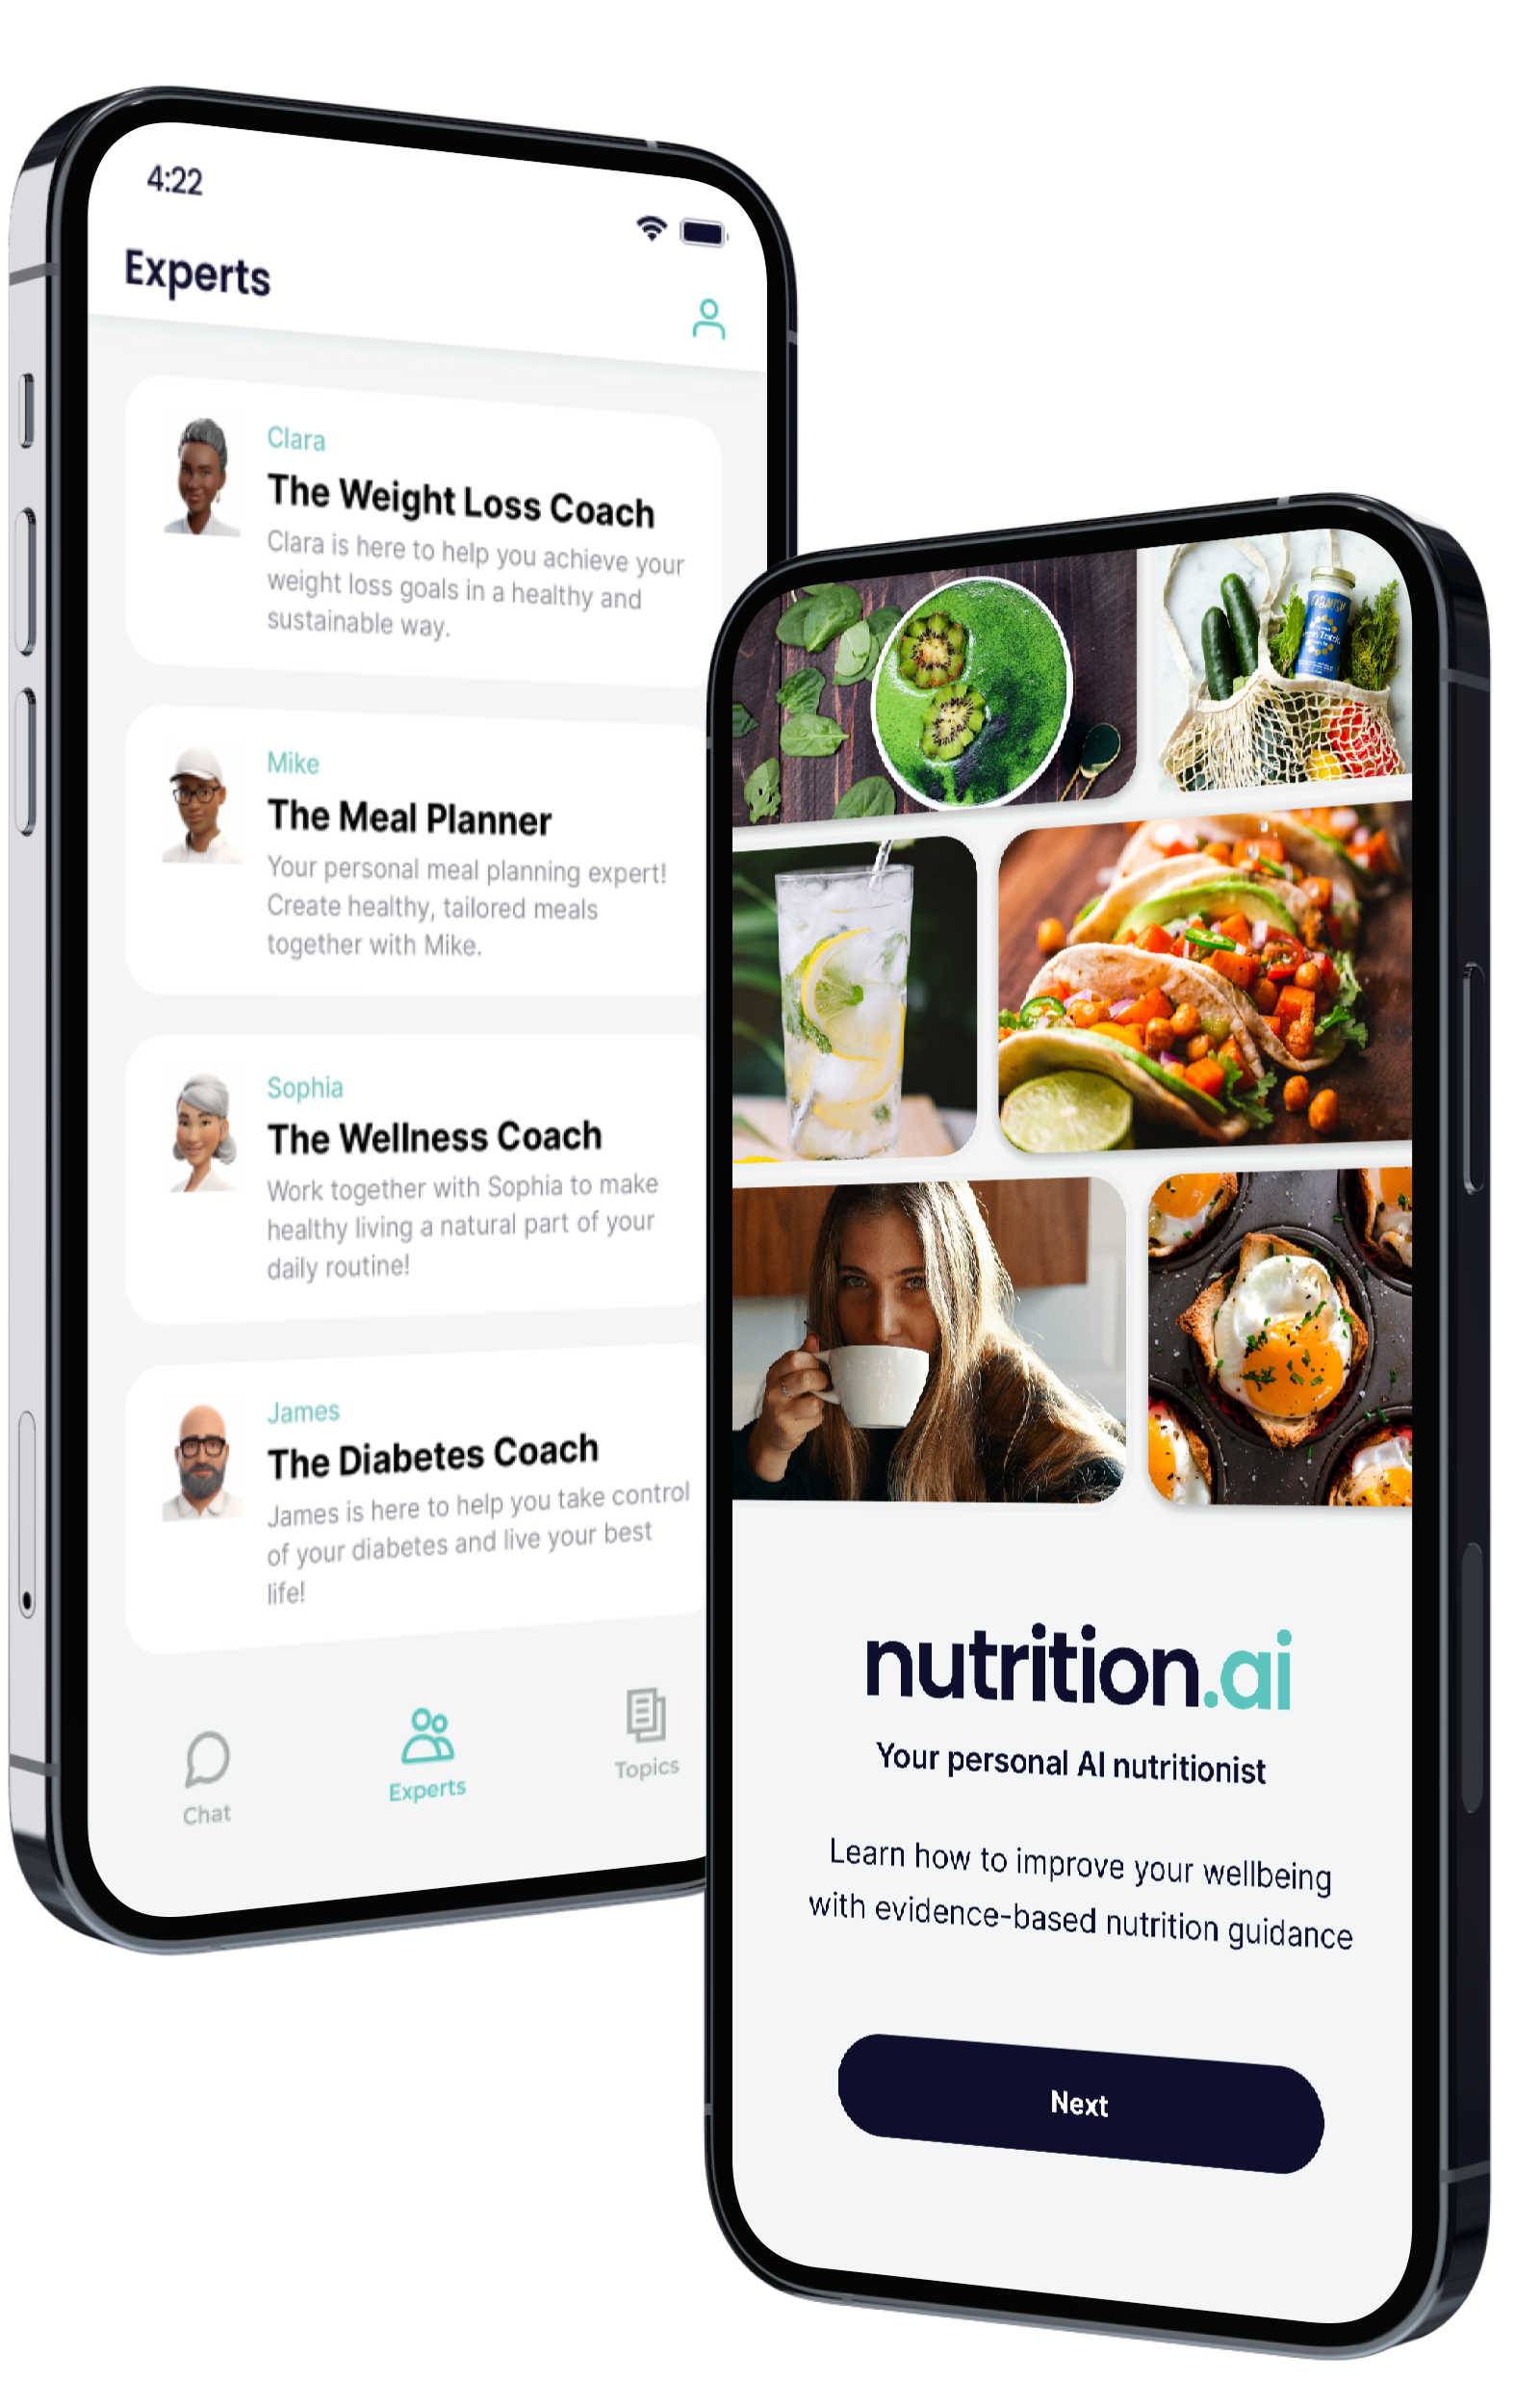 4:22
Experts
Clara
The Weight Loss Coach
Clara is here to help you achieve your
weight loss goals in a healthy and
sustainable way.
Mike
The Meal Planner
Your personal meal planning expert!
Create healthy, tailored meals
together with Mike.
Sophia
The Wellness Coach
Work together with Sophia to make
healthy living a natural part of your
daily routine!
James
The Diabetes Coach
James is here to help you take control
of your diabetes and live your best
life!
Chat
Experts
Topics
nutrition.ai
Your personal AI nutritionist
Learn how to improve your wellbeing
with evidence-based nutrition guidance
Next